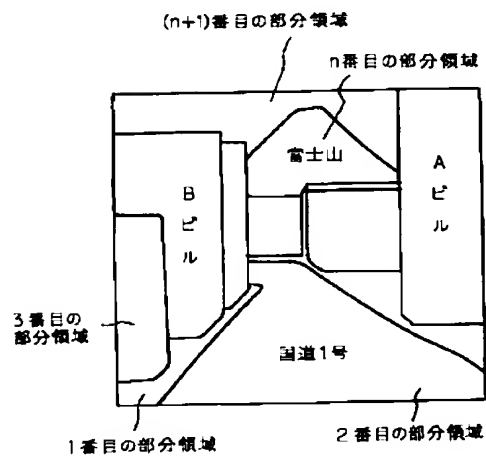 (n+1)番目の部分領域
n番目の部分領域
富士山
Aビル
Bビル
3番目の
部分領域
国道1号
1番目の部分領域
2番目の部分領域